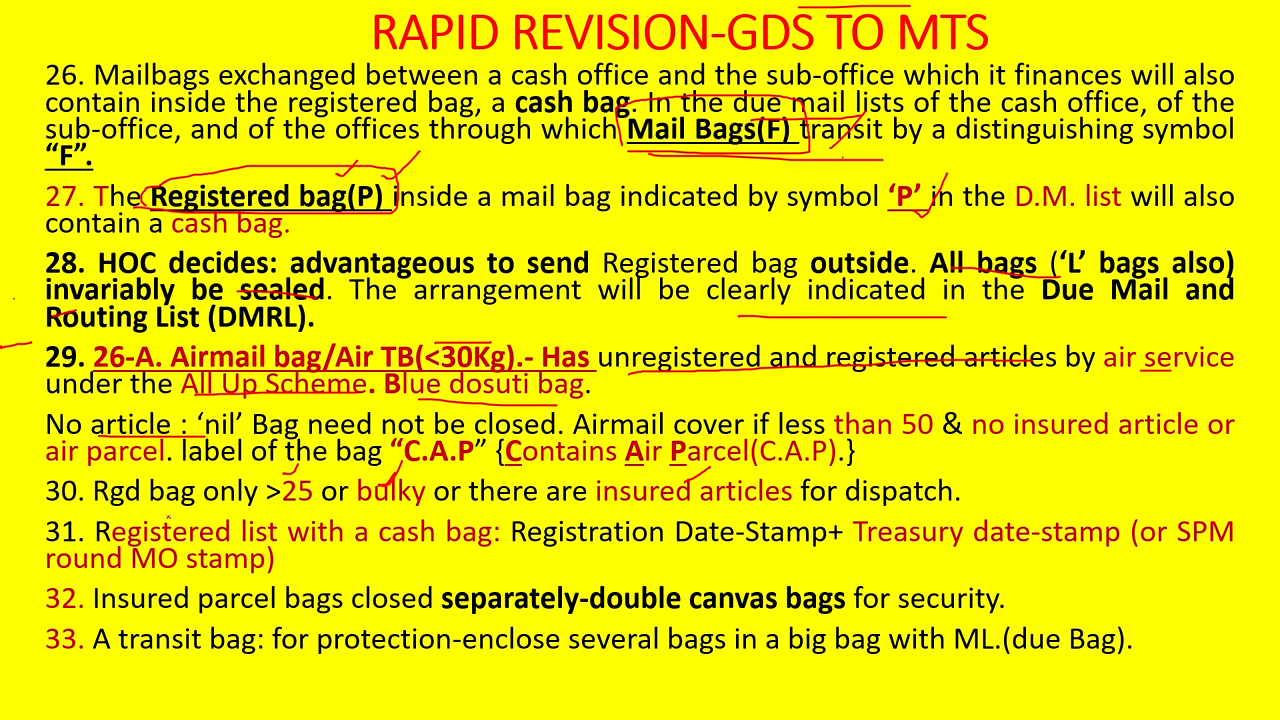 RAPID REVISION-GDS TO MTS
26. Mailbags exchanged between a cash office and the sub-office which it finances will also
contain inside the registered bag, a cash bag. In the due mail lists of the cash office, of the
sub-office, and of the offices through which Mail Bags(F) transit by a distinguishing symbol
“F”.
27. The Registered bag(P) inside a mail bag indicated by symbol ‘P’ in the D.M. list will also
contain a cash bag.
28. HOC decides: advantageous to send Registered bag outside. All bags (‘L’ bags also)
invariably be sealed. The arrangement will be clearly indicated in the Due Mail and
Routing List (DMRL).
29. 26-A. Airmail bag/Air TB(<30Kg).- Has unregistered and registered articles by air service
under the All Up Scheme. Blue dosuti bag.
No article : ‘nil’ Bag need not be closed. Airmail cover if less than 50 & no insured article or
air parcel. label of the bag “C.A.P” {Contains Air Parcel(C.A.P).}
30. Rgd bag only >25 or bulky or there are insured articles for dispatch.
31. Registered list with a cash bag: Registration Date-Stamp+ Treasury date-stamp (or SPM
round MO stamp)
32. Insured parcel bags closed separately-double canvas bags for security.
33. A transit bag: for protection-enclose several bags in a big bag with ML.(due Bag).